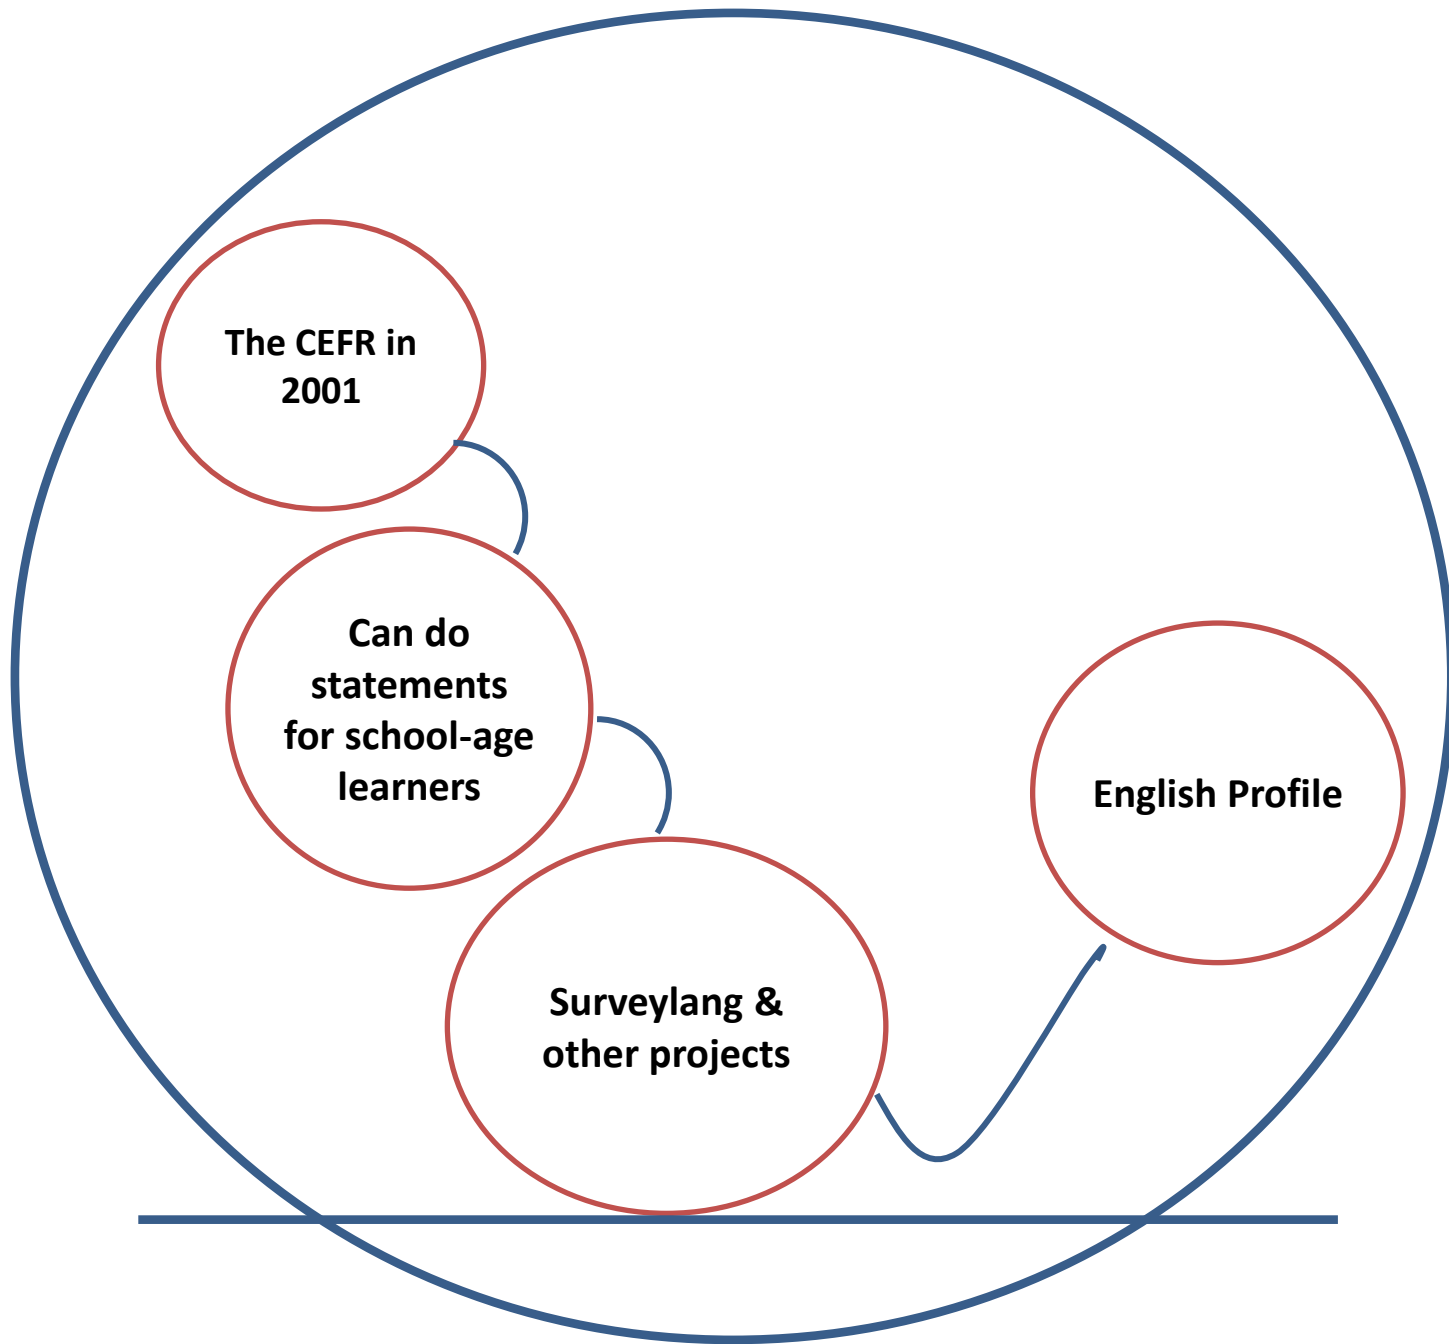 The CEFR in
2001
Can do
statements
for school-age
learners
English Profile
Surveylang &
other projects